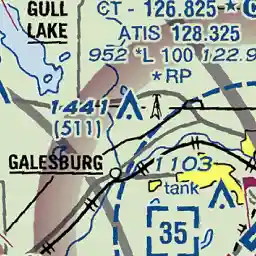 GULL
LAKE
CT - 126.825 ★ C
ATIS 128.325
952 *L 100 122.9
*RP
1441
(511)
GALESBURG
1103
tank
35